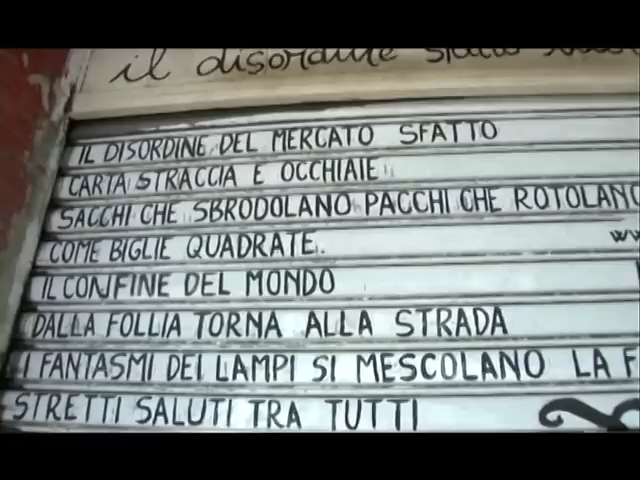 il disordine sfatto
IL DISORDINE DEL MERCATO SFATTO
CARTA STRACCIA E OCCHIAIE
SACCHI CHE SBRODOLANO PACCHI CHE ROTOLANO
COME BIGLIE QUADRATE.
IL CONFINE DEL MONDO
DALLA FOLLIA TORNA ALLA STRADA
I FANTASMI DEI LAMPI SI MESCOLANO LA F
STRETTI SALUTI TRA TUTTI